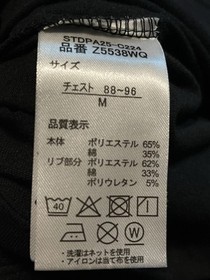 STDPA25-O224
品番 Z5538WQ
サイズ
チェスト 88~96
M
品質表示
本体 ポリエステル 65%
綿 35%
リブ部分 ポリエステル 62%
綿 33%
ポリウレタン 5%
40
P W
・洗濯はネットを使用
・アイロンは当て布を使用